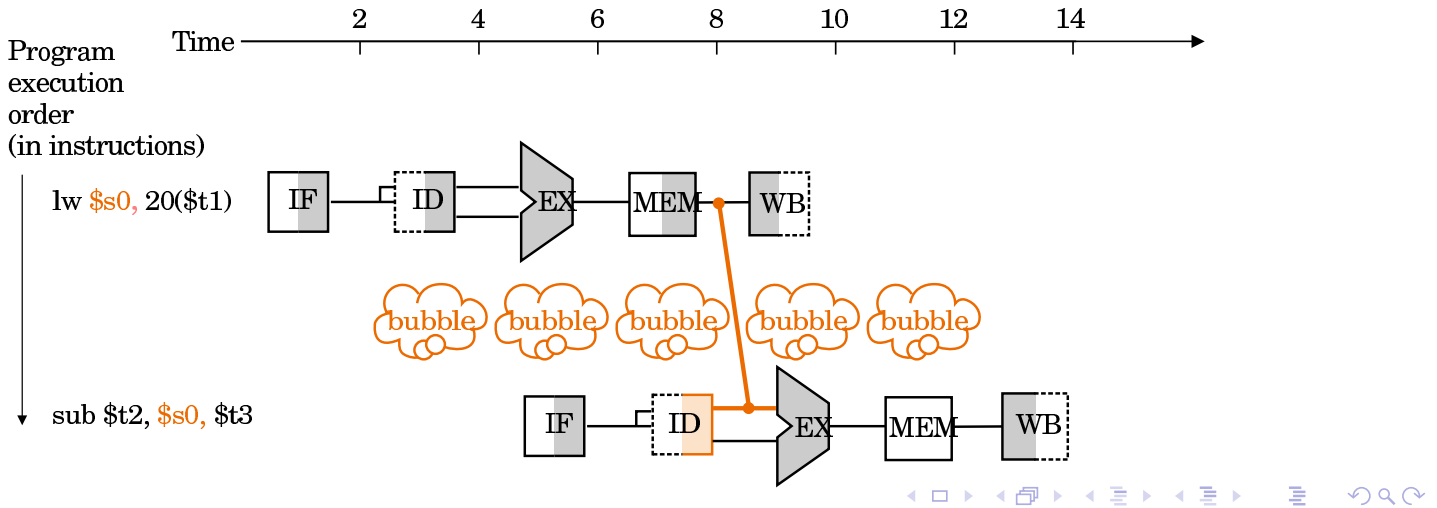 2 4 6 8 10 12 14
Time
Program
execution
order
(in instructions)
lw $s0, 20($t1) IF ID EX MEM WB
bubble bubble bubble bubble bubble
sub $t2, $s0, $t3 IF ID EX MEM WB